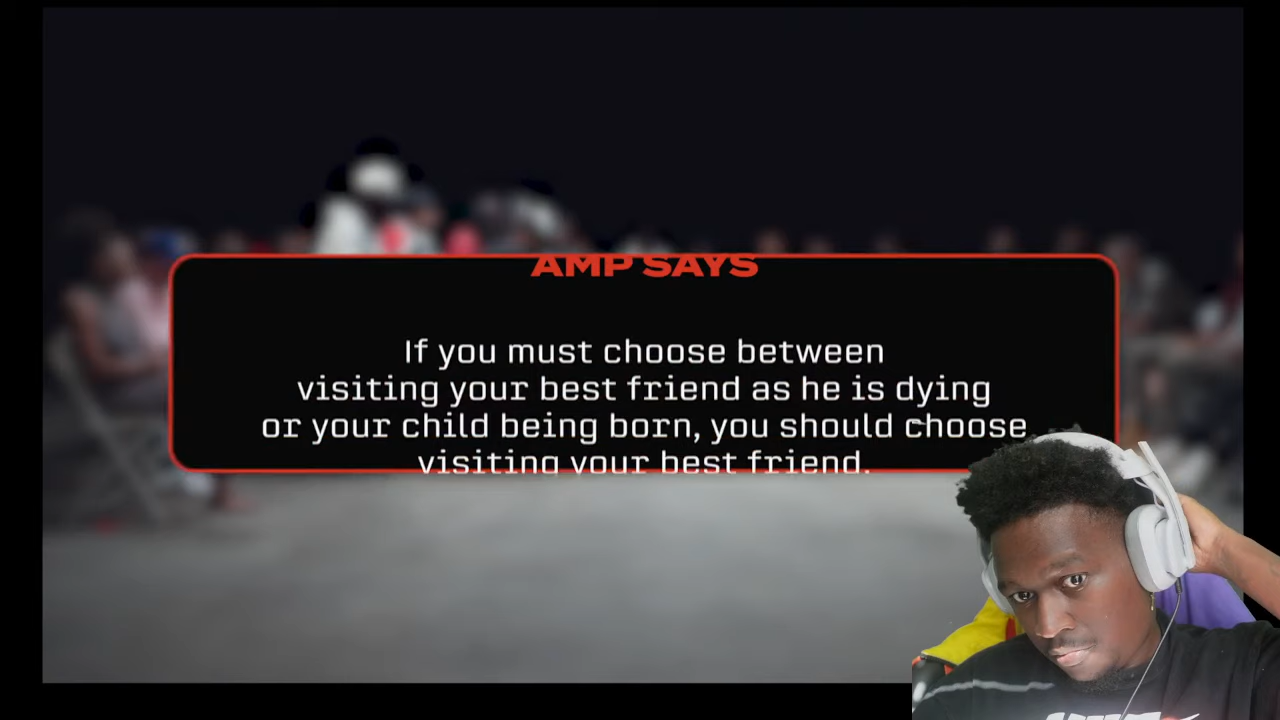 AMP SAYS
If you must choose between
visiting your best friend as he is dying
or your child being born, you should choose
visiting your best friend.